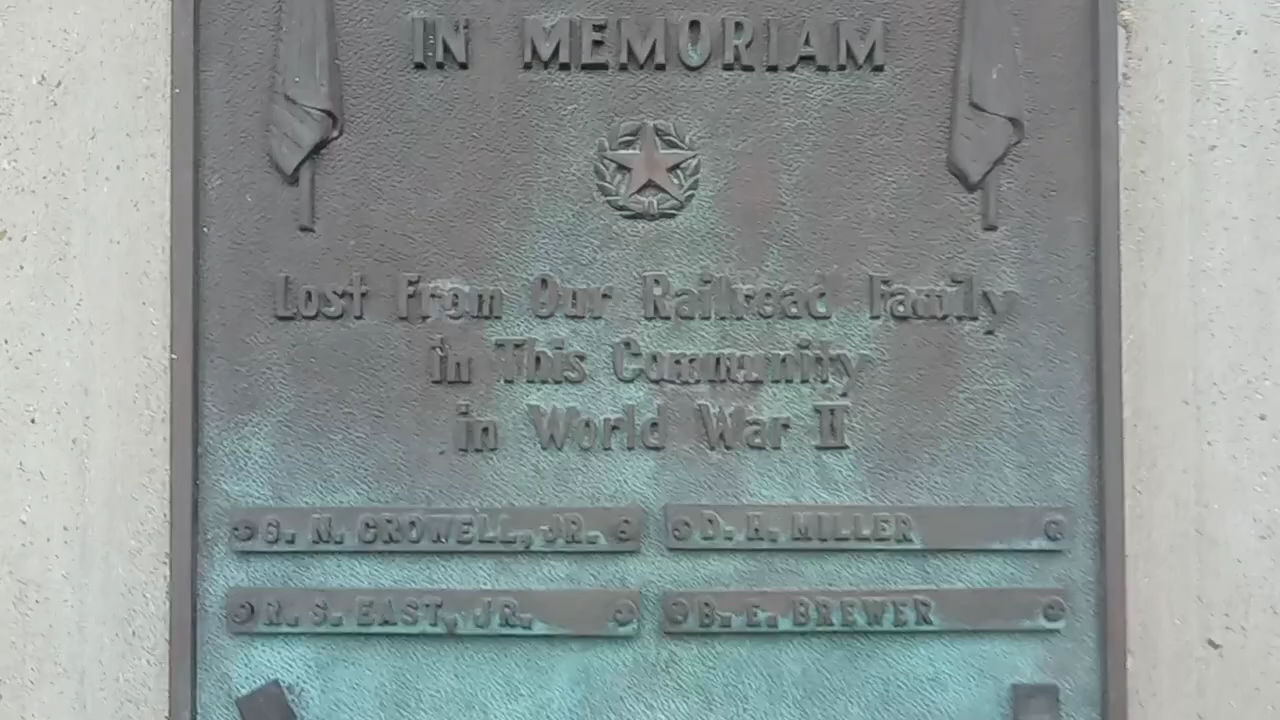 IN MEMORIAM
Lost From Our Railroad Family
in This Community
in World War II
G. N. CROWELL, JR.
D. H. MILLER
R. S. EAST, JR.
B. E. BREWER